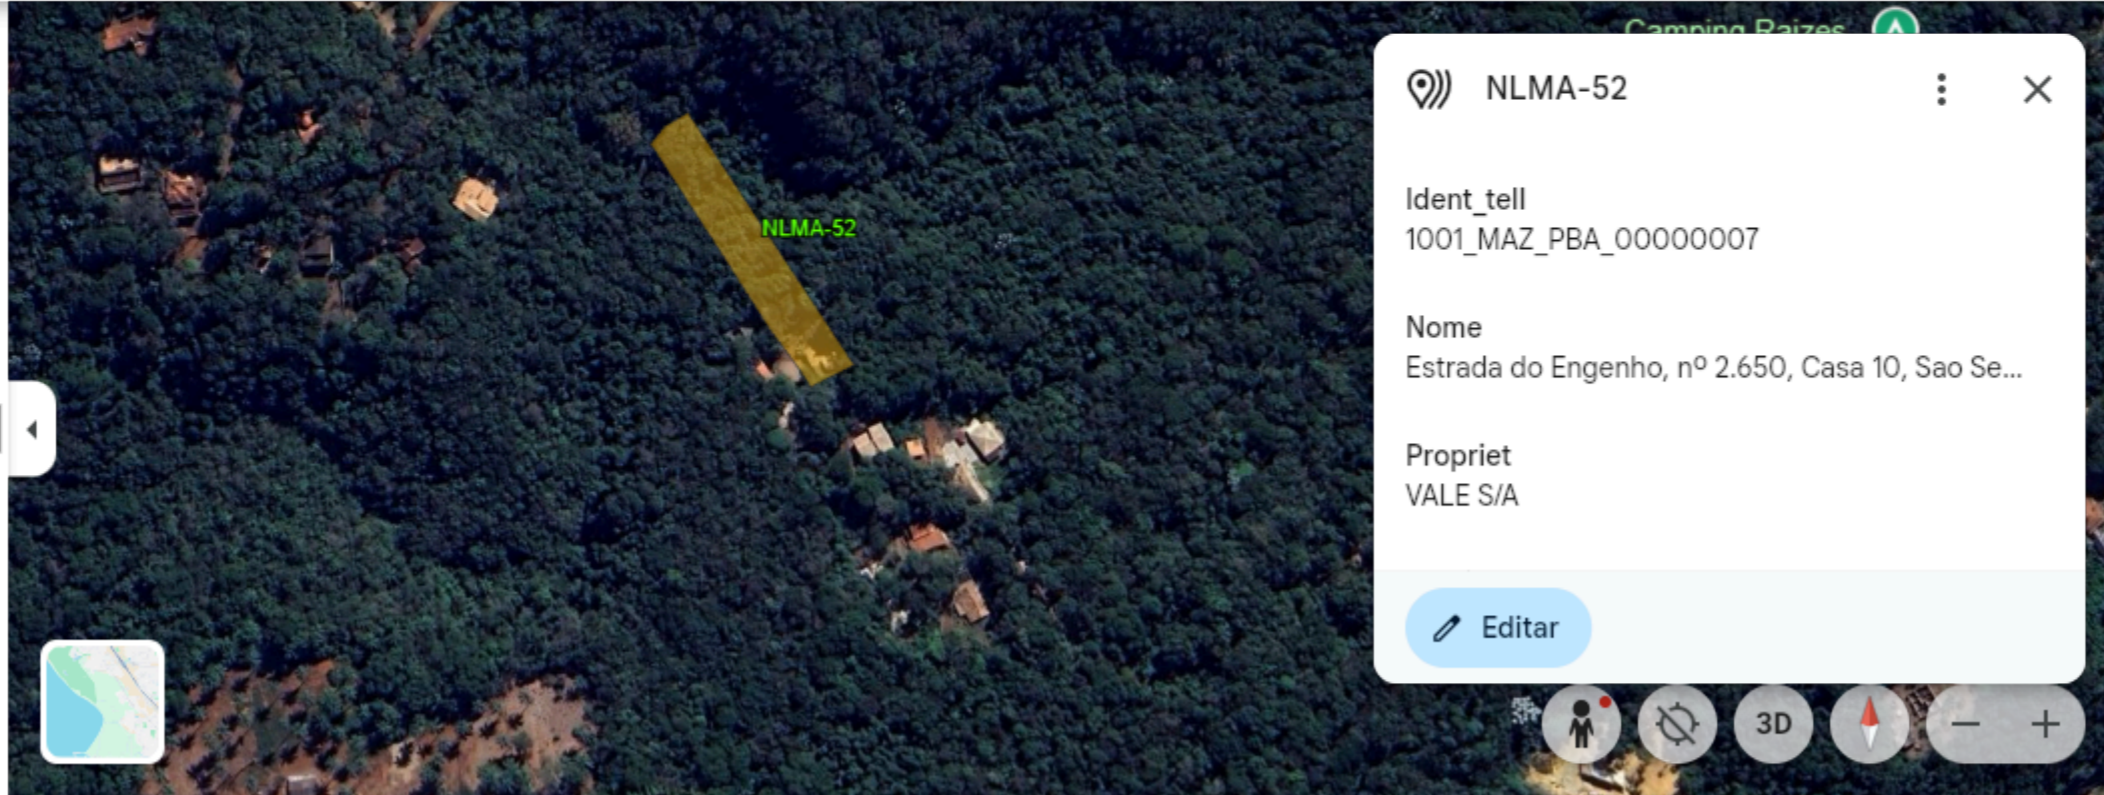 Camping Raizes
NLMA-52
NLMA-52
Ident_tell
1001_MAZ_PBA_00000007
Nome
Estrada do Engenho, nº 2.650, Casa 10, Sao Se...
Propriet
VALE S/A
Editar
3D